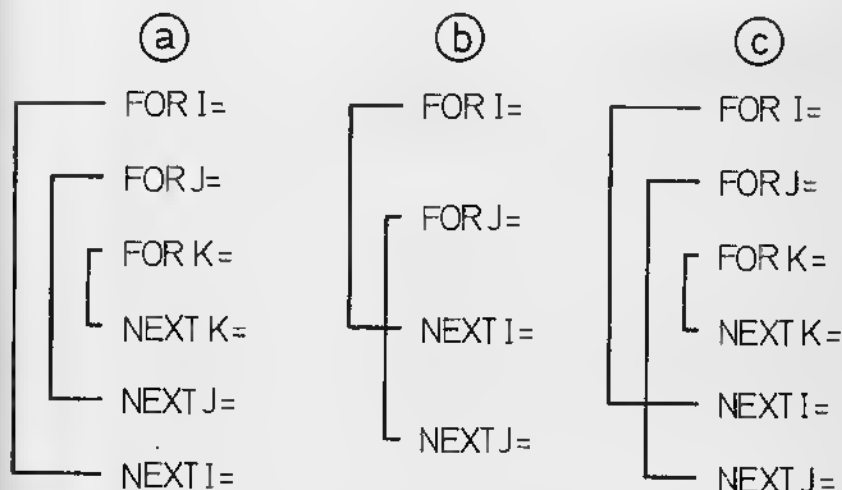 a
FOR I=
FOR J=
FOR K=
NEXT K=
NEXT J=
NEXT I=
b
FOR I=
FOR J=
NEXT I=
NEXT J=
c
FOR I=
FOR J=
FOR K=
NEXT K=
NEXT I=
NEXT J=